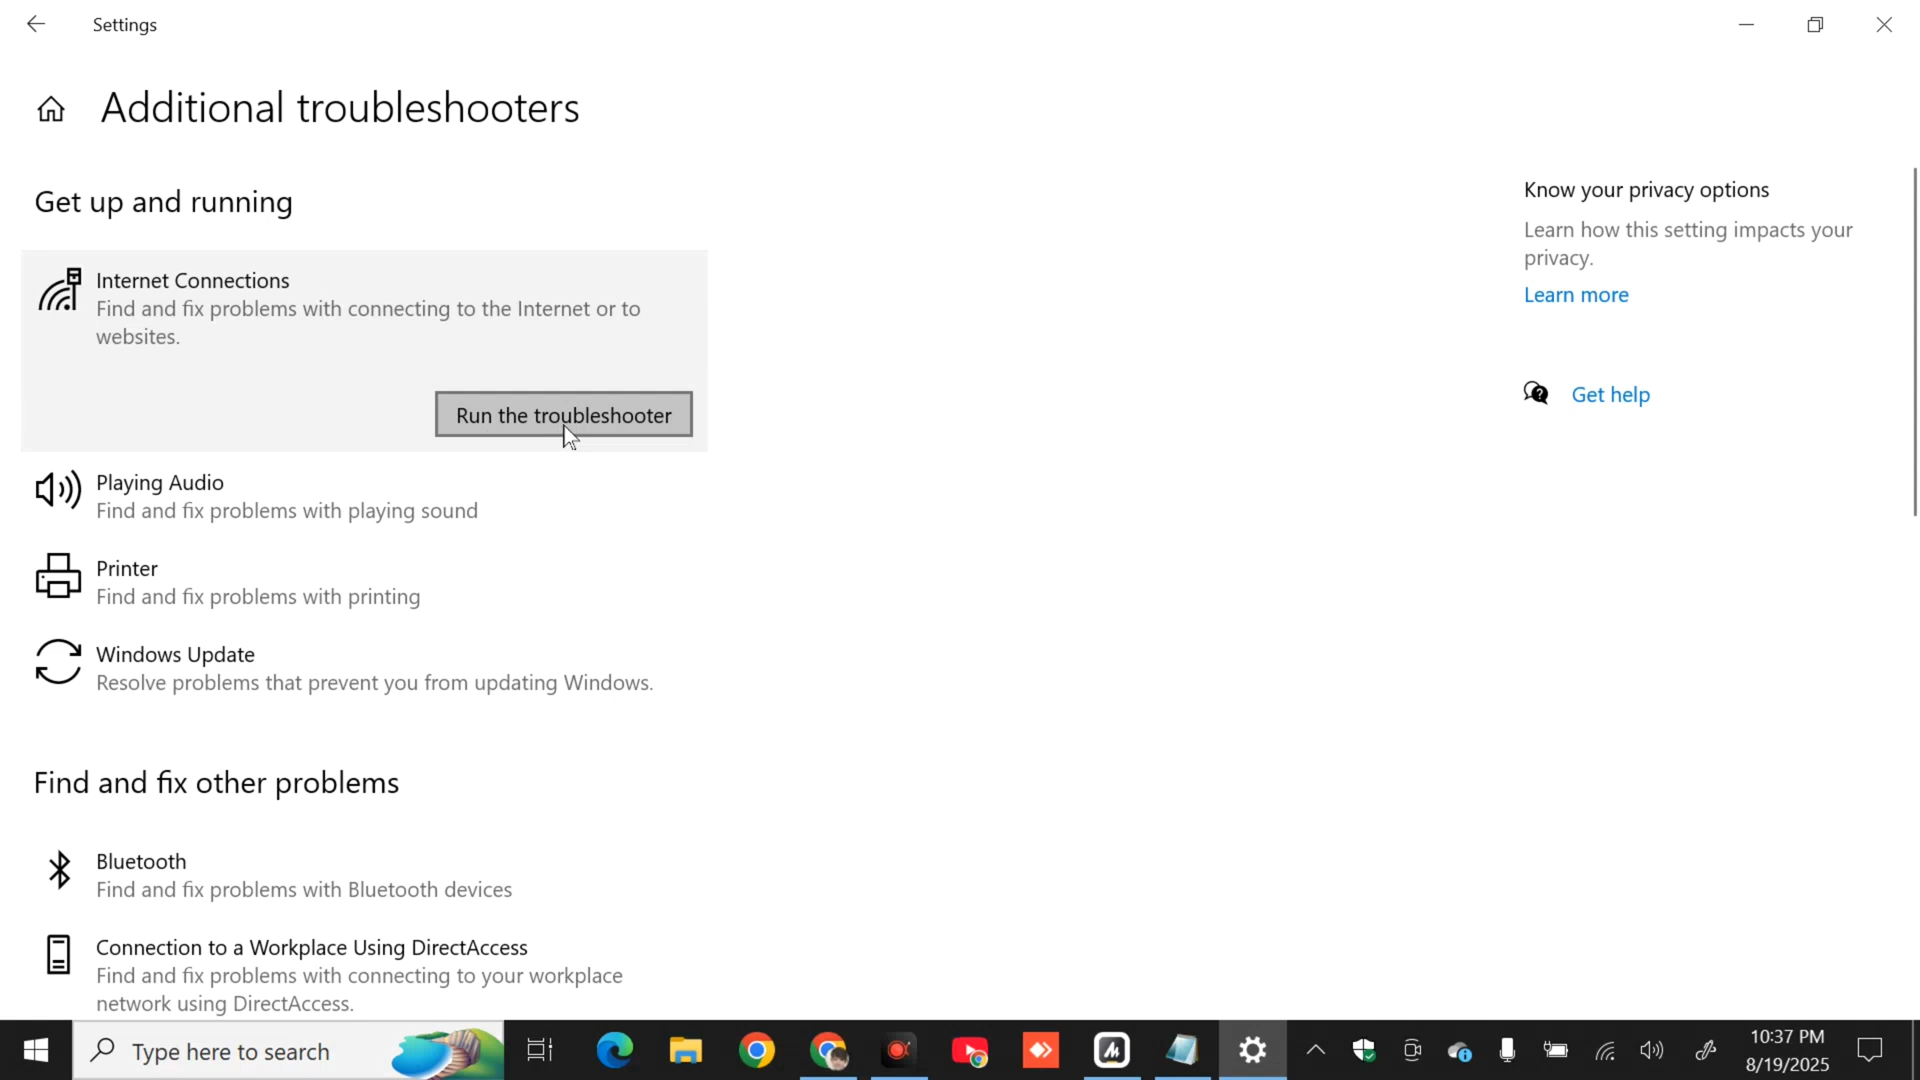 Settings
Additional troubleshooters
Get up and running
Internet Connections
Find and fix problems with connecting to the Internet or to
websites.
Run the troubleshooter
Playing Audio
Find and fix problems with playing sound
Printer
Find and fix problems with printing
Windows Update
Resolve problems that prevent you from updating Windows.
Find and fix other problems
Bluetooth
Find and fix problems with Bluetooth devices
Connection to a Workplace Using DirectAccess
Find and fix problems with connecting to your workplace
network using DirectAccess.
Know your privacy options
Learn how this setting impacts your
privacy.
Learn more
Get help
Type here to search
10:37 PM
8/19/2025